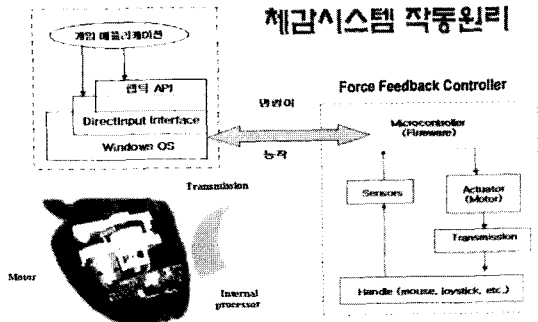 체감시스템 작동원리
게임 애플리케이션
햅틱 API
DirectInput Interface
Windows OS
명령어
동작
Force Feedback Controller
Microcontroller
(Firmware)
Sensors
Actuator
(Motor)
Transmission
Handle (mouse, joystick, etc.)
Transmission
Motor
Internal
processor